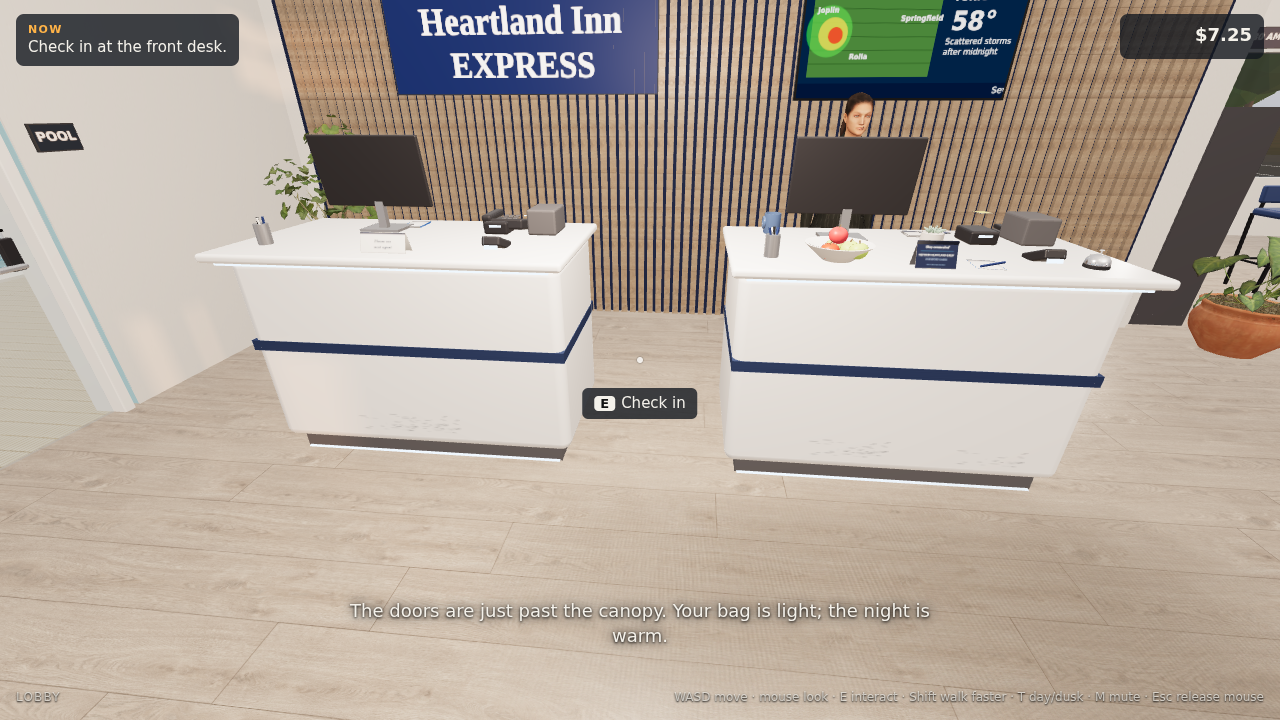 NOW
Check in at the front desk.
Heartland Inn
EXPRESS
Joplin
Springfield
Rolla
58°
Scattered storms
after midnight
$7.25
POOL
E Check in
The doors are just past the canopy. Your bag is light; the night is
warm.
LOBBY
WASD move · mouse look · E interact · Shift walk faster · T day/dusk · M mute · Esc release mouse